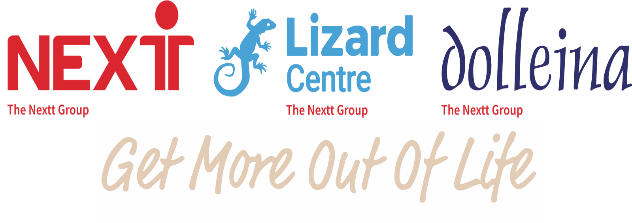 NEXTT
Lizard
Centre
dolleina
The Nextt Group
The Nextt Group
The Nextt Group
Get More Out Of Life